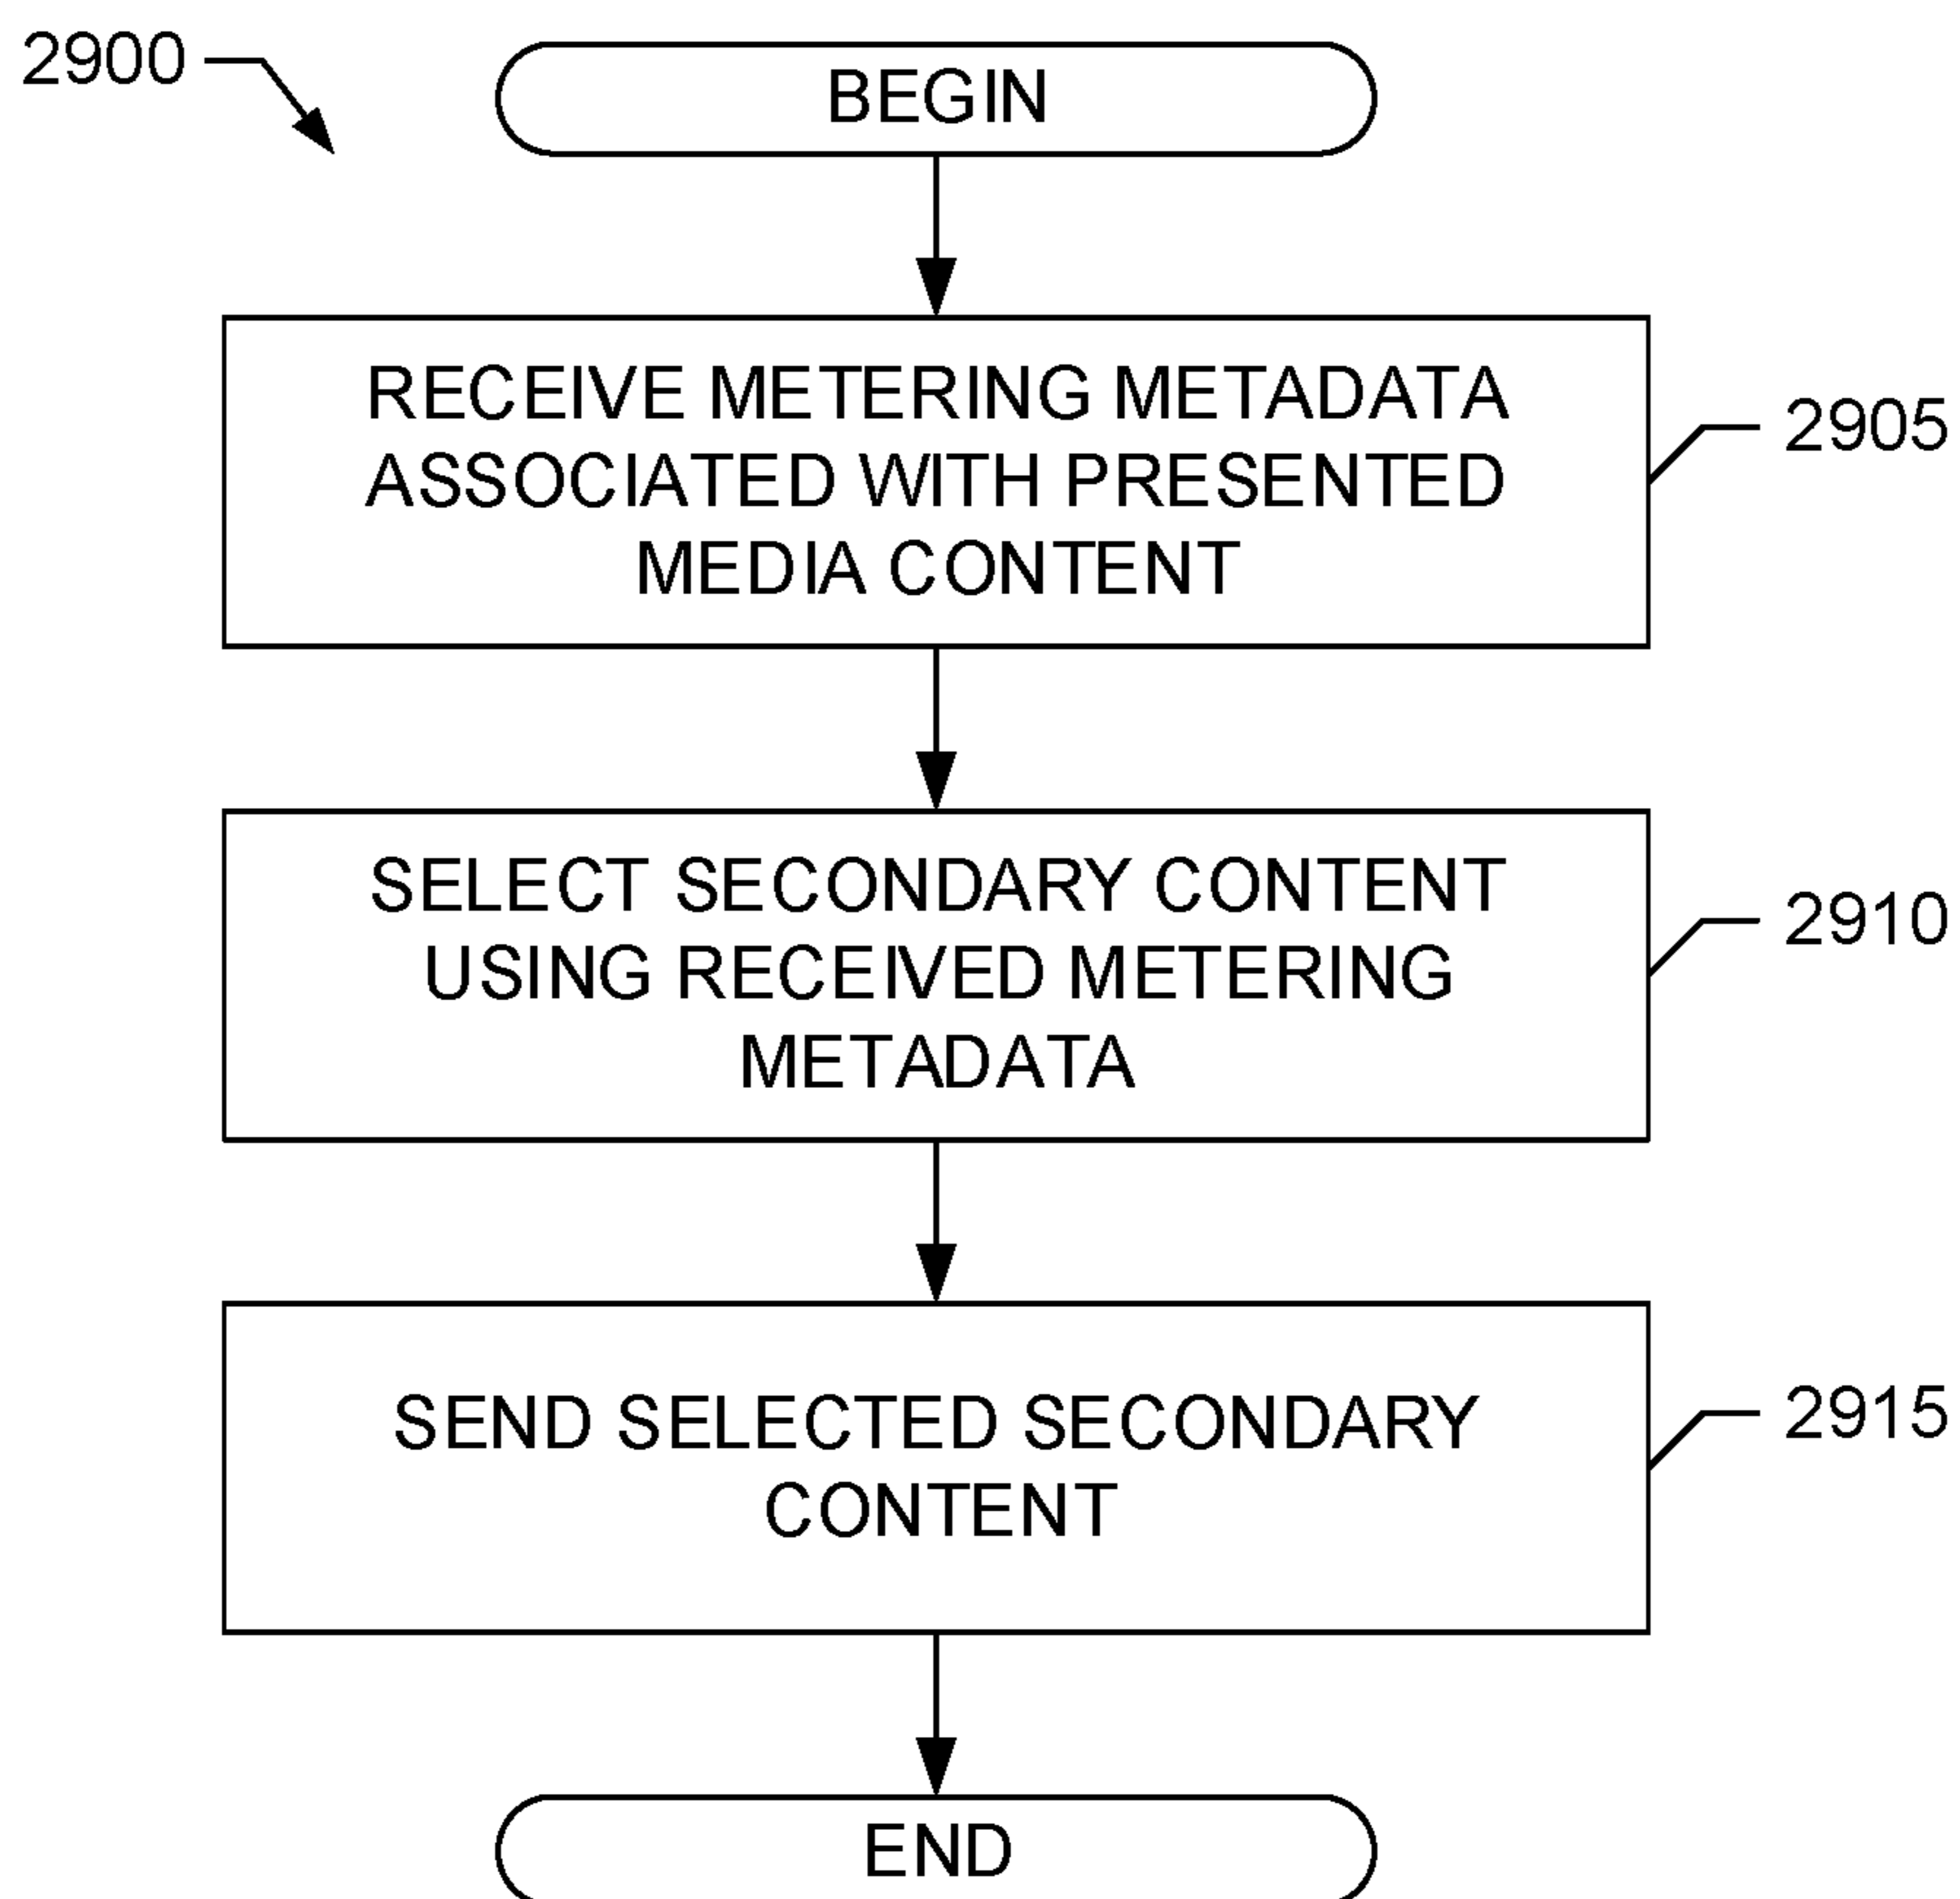 2900
BEGIN
RECEIVE METERING METADATA
ASSOCIATED WITH PRESENTED
MEDIA CONTENT
2905
SELECT SECONDARY CONTENT
USING RECEIVED METERING
METADATA
2910
SEND SELECTED SECONDARY
CONTENT
2915
END